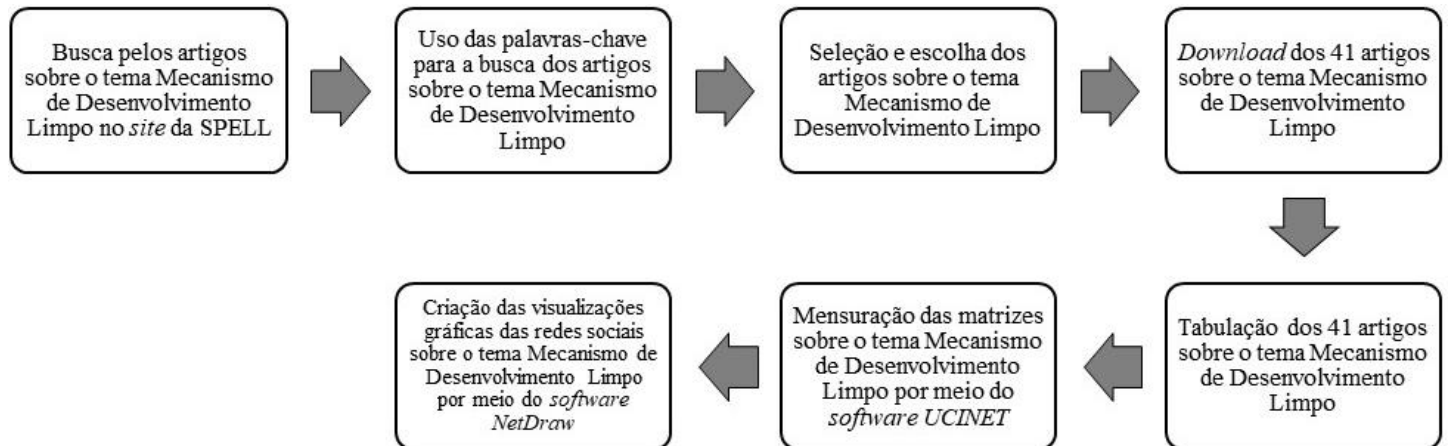 Busca pelos artigos
sobre o tema Mecanismo
de Desenvolvimento
Limpo no site da SPELL
Uso das palavras-chave
para a busca dos artigos
sobre o tema Mecanismo
de Desenvolvimento
Limpo
Seleção e escolha dos
artigos sobre o tema
Mecanismo de
Desenvolvimento Limpo
Download dos 41 artigos
sobre o tema Mecanismo
de Desenvolvimento
Limpo
Tabulação dos 41 artigos
sobre o tema Mecanismo
de Desenvolvimento
Limpo
Mensuração das matrizes
sobre o tema Mecanismo
de Desenvolvimento
Limpo por meio do
software UCINET
Criação das visualizações
gráficas das redes sociais
sobre o tema Mecanismo de
Desenvolvimento Limpo
por meio do software
NetDraw